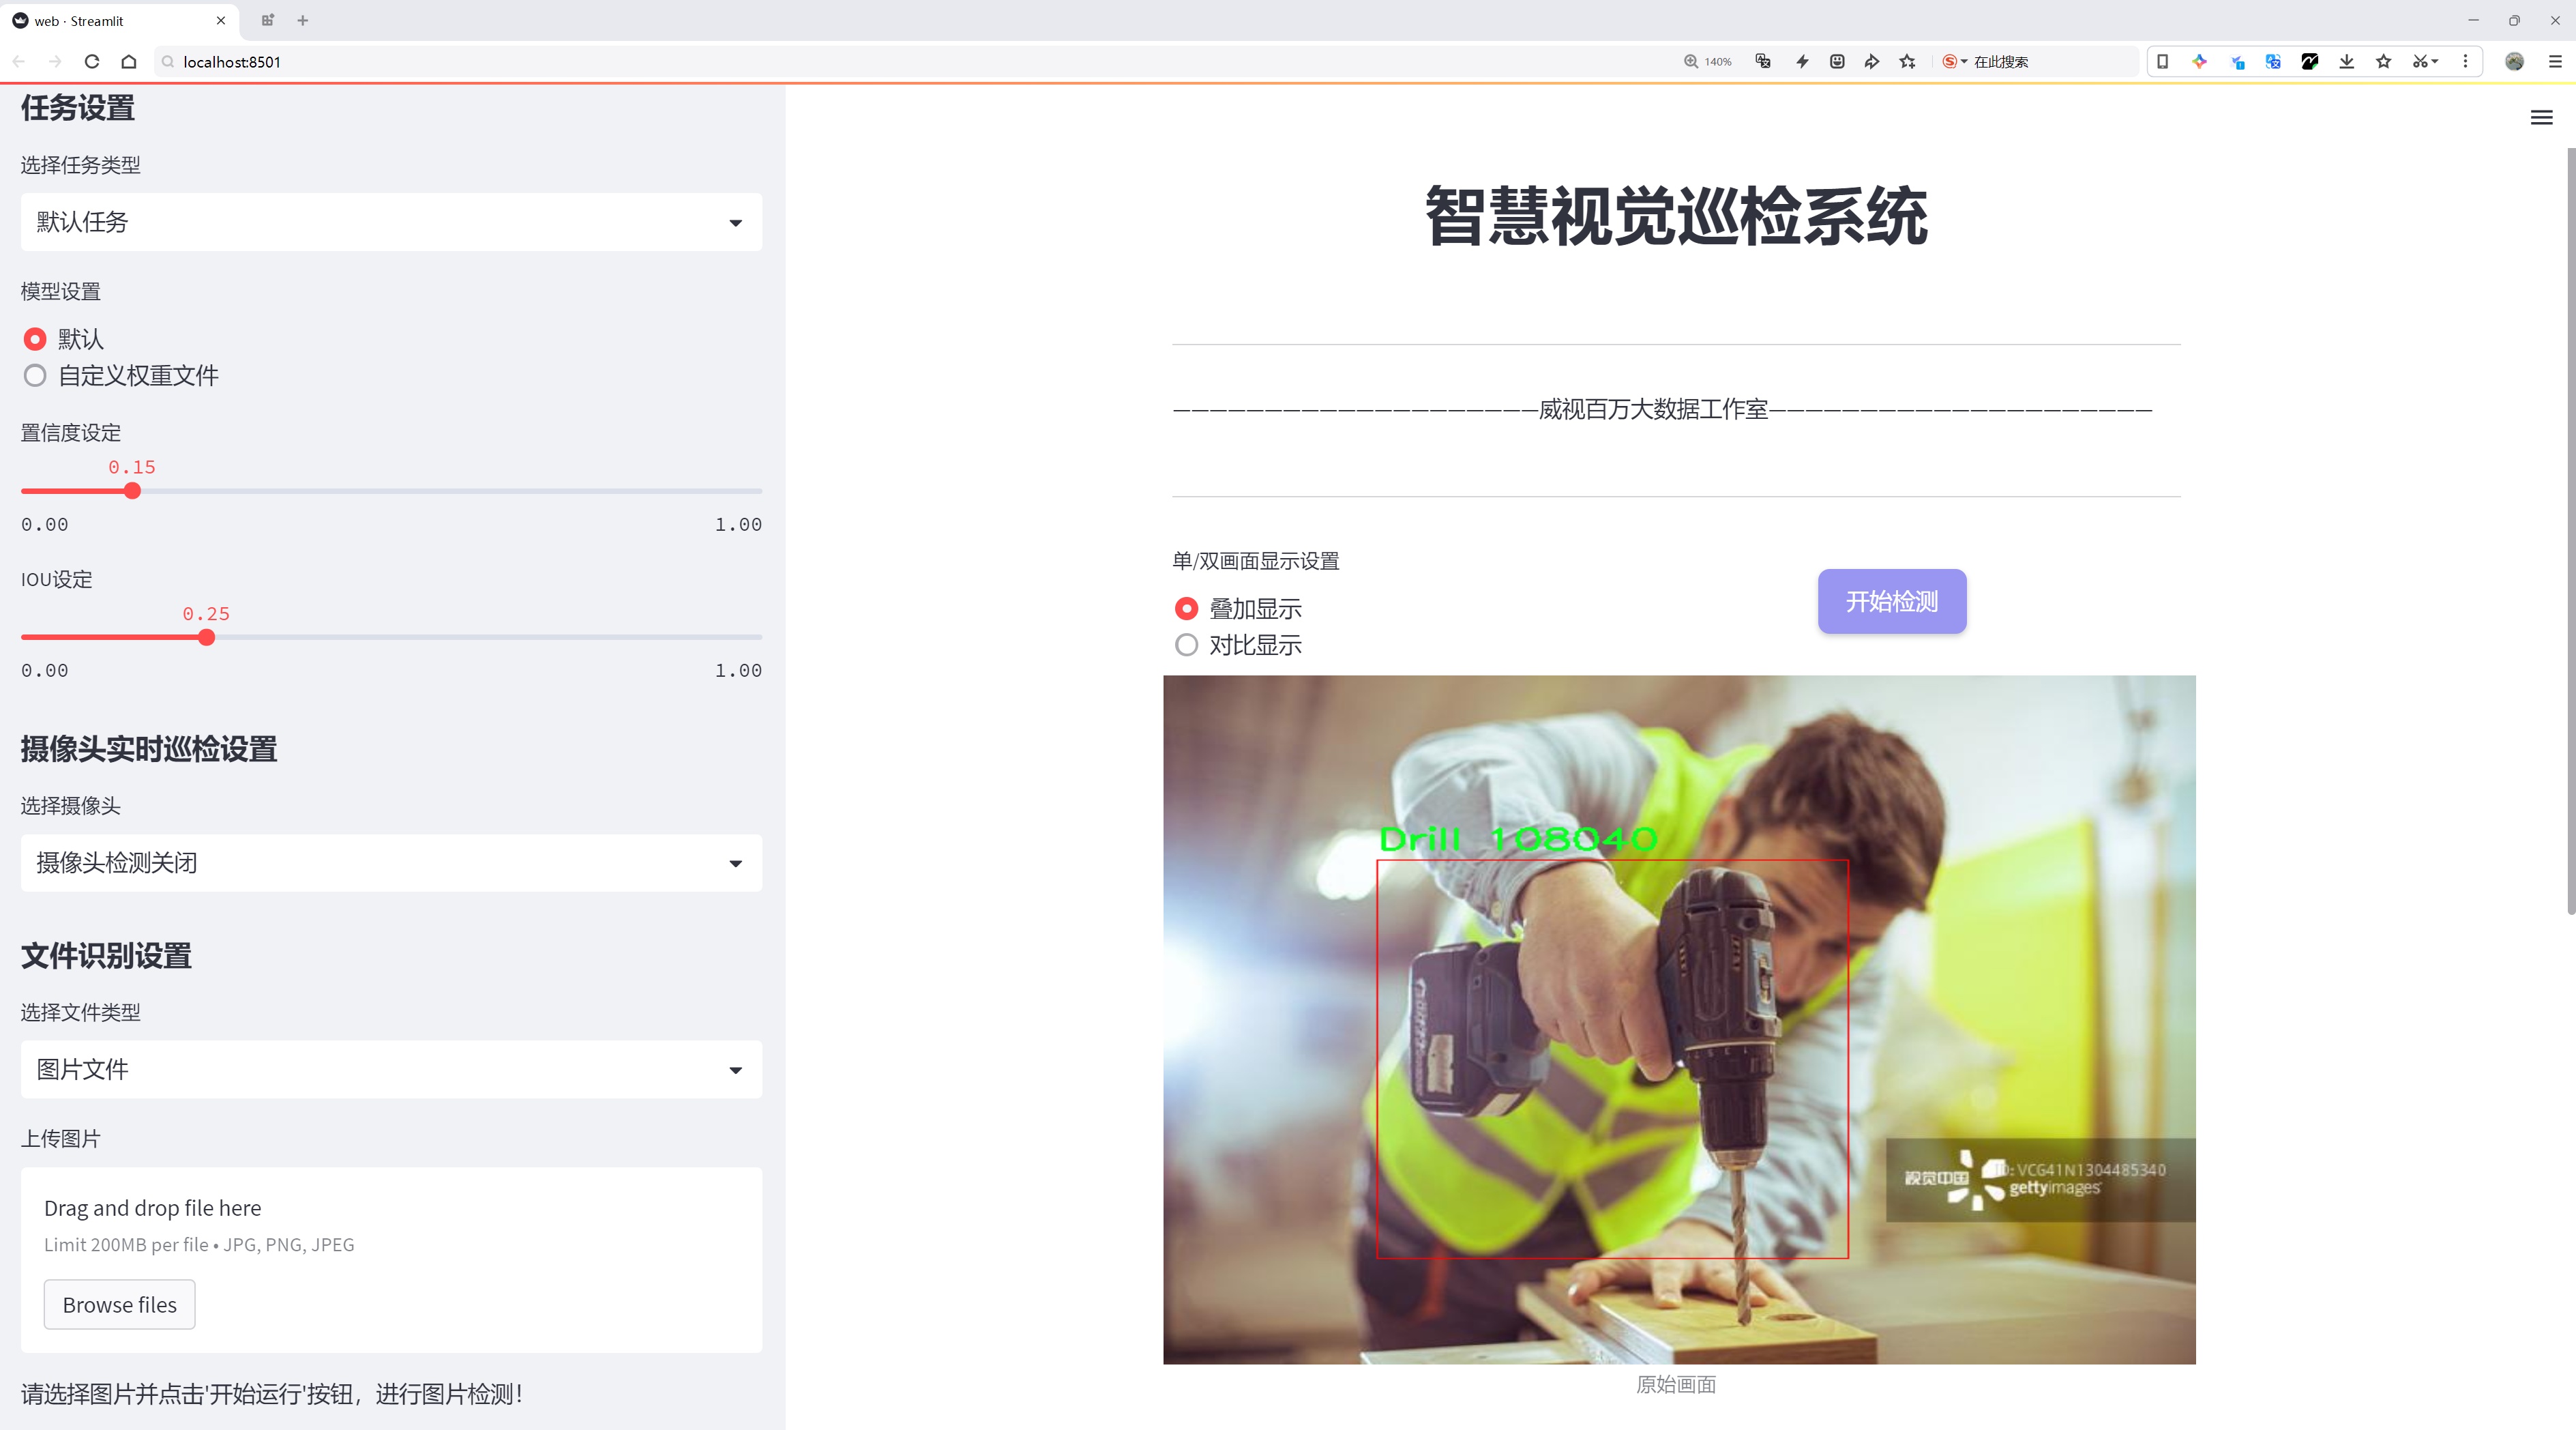 web · Streamlit
localhost:8501
140%
在此搜索
任务设置
选择任务类型
默认任务
模型设置
默认
自定义权重文件
置信度设定
0.15
0.00
1.00
IOU设定
0.25
0.00
1.00
摄像头实时巡检设置
选择摄像头
摄像头检测关闭
文件识别设置
选择文件类型
图片文件
上传图片
Drag and drop file here
Limit 200MB per file • JPG, PNG, JPEG
Browse files
请选择图片并点击'开始运行'按钮，进行图片检测！
智慧视觉巡检系统
————————————————————威视百万大数据工作室—————————————————————
单/双画面显示设置
叠加显示
对比显示
开始检测
Drill 108040
视觉中国
ID: VCG41N1304485340
gettyimages
原始画面